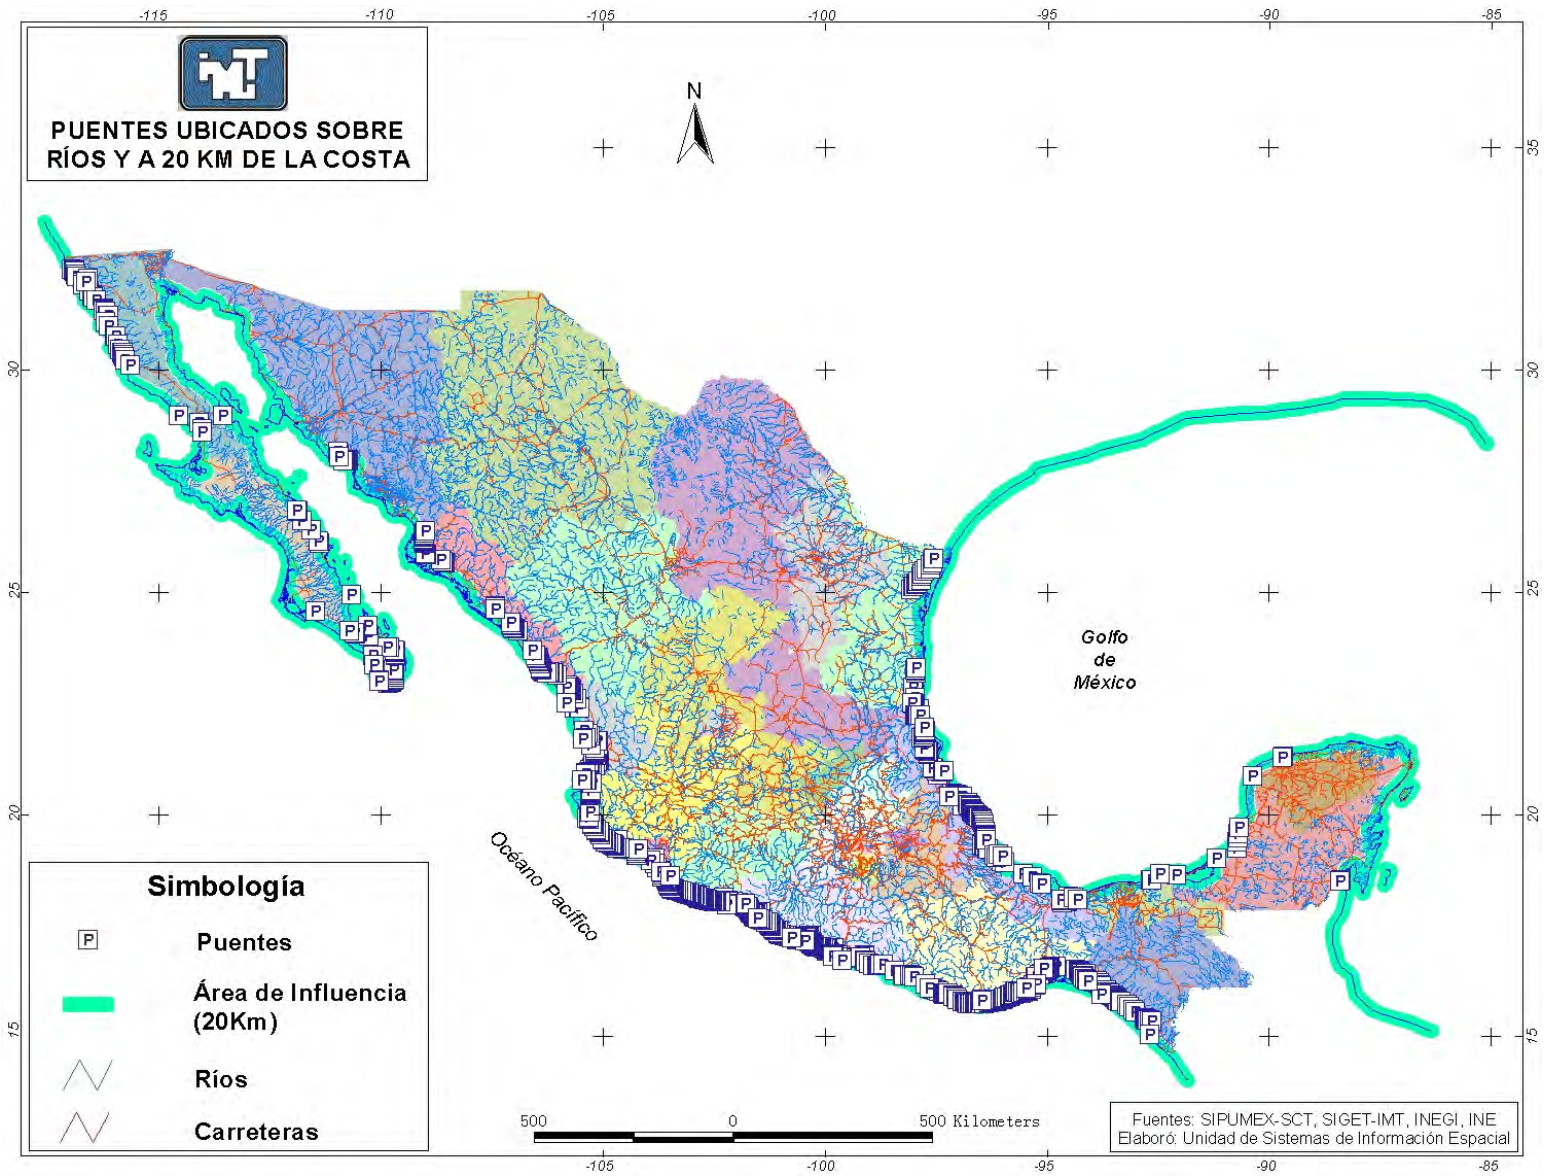 -115 -110 -105 -100 -95 -90 -85
IMT
PUENTES UBICADOS SOBRE
RÍOS Y A 20 KM DE LA COSTA
N
35
30 30
25 25
Golfo
de
México
20 20
Océano Pacífico
Simbología
P Puentes
Área de Influencia
(20Km)
Ríos
Carreteras
15 15
500 0 500 Kilometers
Fuentes: SIPUMEX-SCT, SIGET-IMT, INEGI, INE
Elaboró: Unidad de Sistemas de Información Espacial
-105 -100 -95 -90 -85